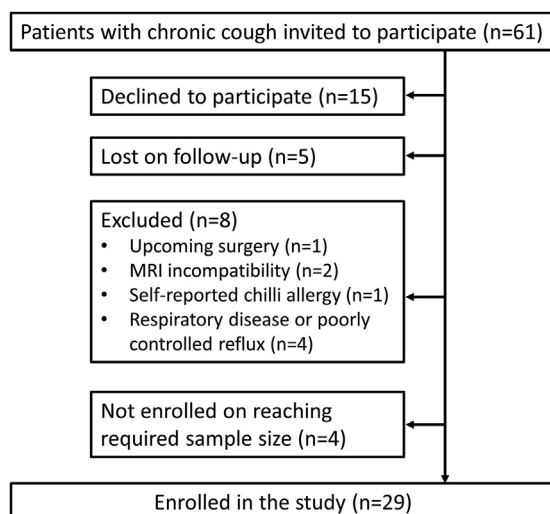 Patients with chronic cough invited to participate (n=61)
Declined to participate (n=15)
Lost on follow-up (n=5)
Excluded (n=8)
• Upcoming surgery (n=1)
• MRI incompatibility (n=2)
• Self-reported chilli allergy (n=1)
• Respiratory disease or poorly
controlled reflux (n=4)
Not enrolled on reaching
required sample size (n=4)
Enrolled in the study (n=29)